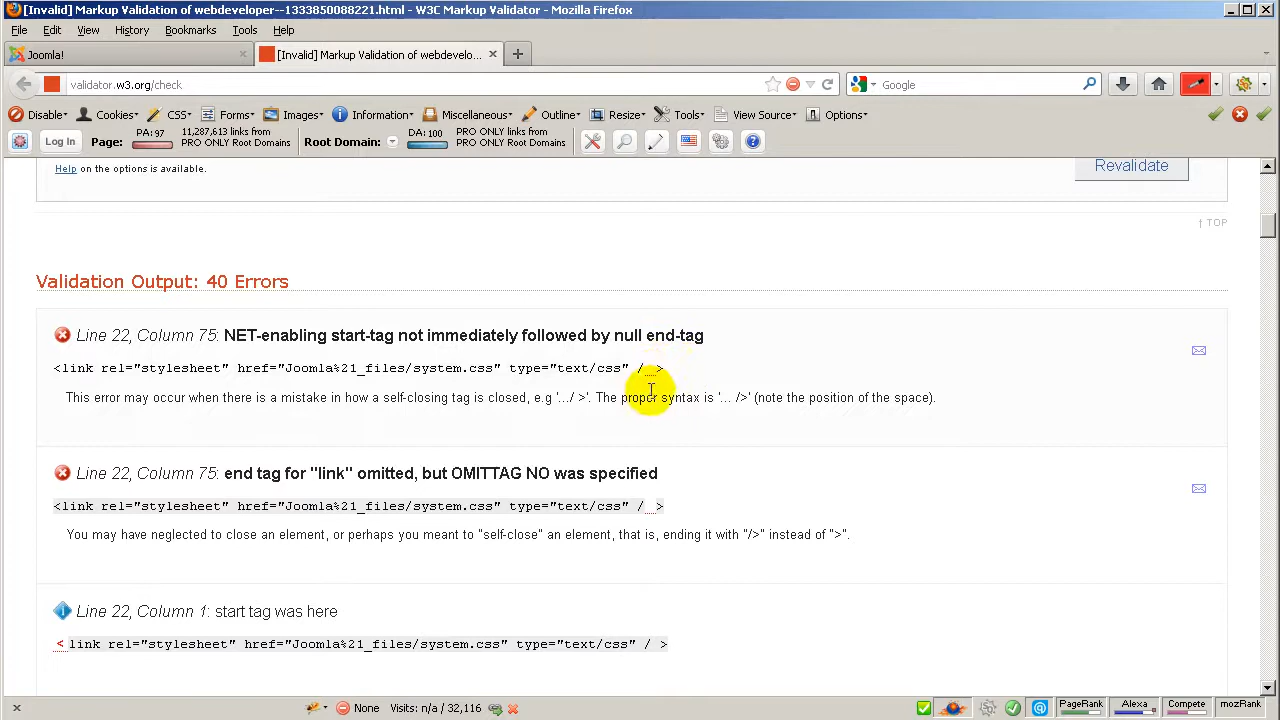 [Invalid] Markup Validation of webdeveloper--1333850088221.html - W3C Markup Validator - Mozilla Firefox
File Edit View History Bookmarks Tools Help
Joomla! [Invalid] Markup Validation of webdevelo...
validator.w3.org/check Google
Disable Cookies CSS Forms Images Information Miscellaneous Outline Resize Tools View Source Options
Log In Page: PA: 97 11,287,613 links from PRO ONLY Root Domains Root Domain: DA: 100 PRO ONLY links from PRO ONLY Root Domains
Help on the options is available. Revalidate
↑ TOP
Validation Output: 40 Errors
Line 22, Column 75: NET-enabling start-tag not immediately followed by null end-tag
<link rel="stylesheet" href="Joomla%21_files/system.css" type="text/css" / >
This error may occur when there is a mistake in how a self-closing tag is closed, e.g '.../ >'. The proper syntax is '... />' (note the position of the space).
Line 22, Column 75: end tag for "link" omitted, but OMITTAG NO was specified
<link rel="stylesheet" href="Joomla%21_files/system.css" type="text/css" / >
You may have neglected to close an element, or perhaps you meant to "self-close" an element, that is, ending it with "/>" instead of ">".
Line 22, Column 1: start tag was here
<link rel="stylesheet" href="Joomla%21_files/system.css" type="text/css" / >
None Visits: n/a / 32,116 PageRank Alexa Compete mozRank